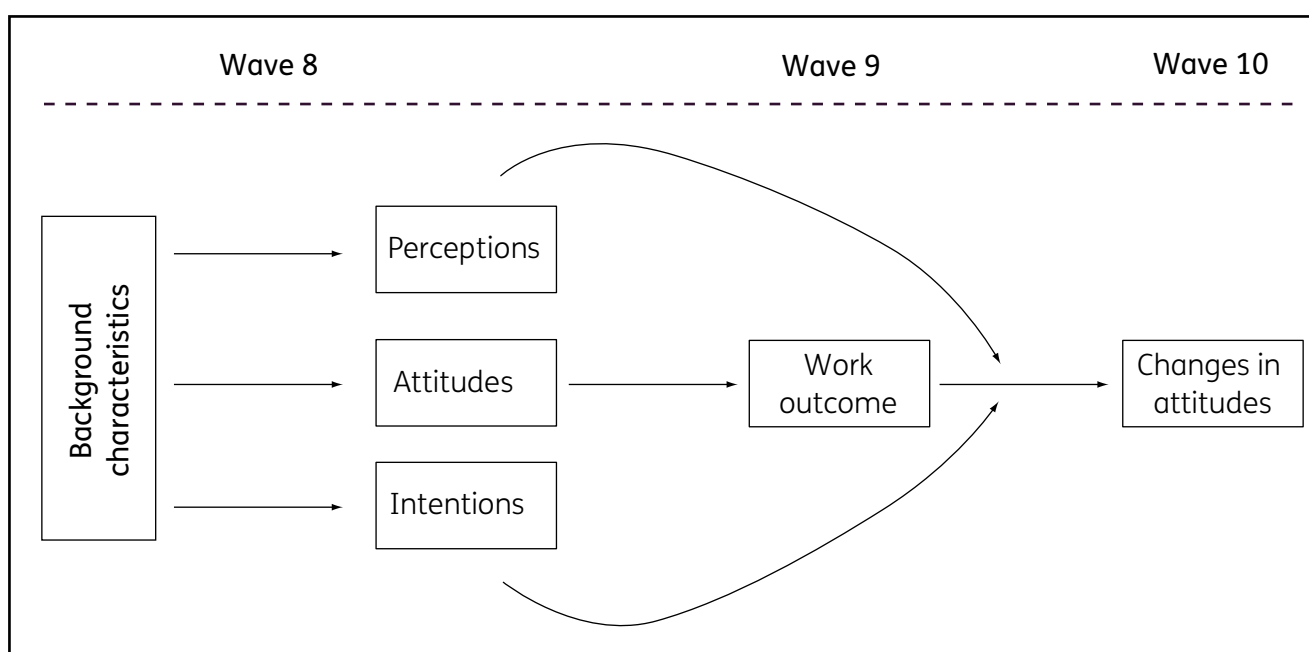 Wave 8
Wave 9
Wave 10
Background
characteristics
Perceptions
Attitudes
Intentions
Work
outcome
Changes in
attitudes